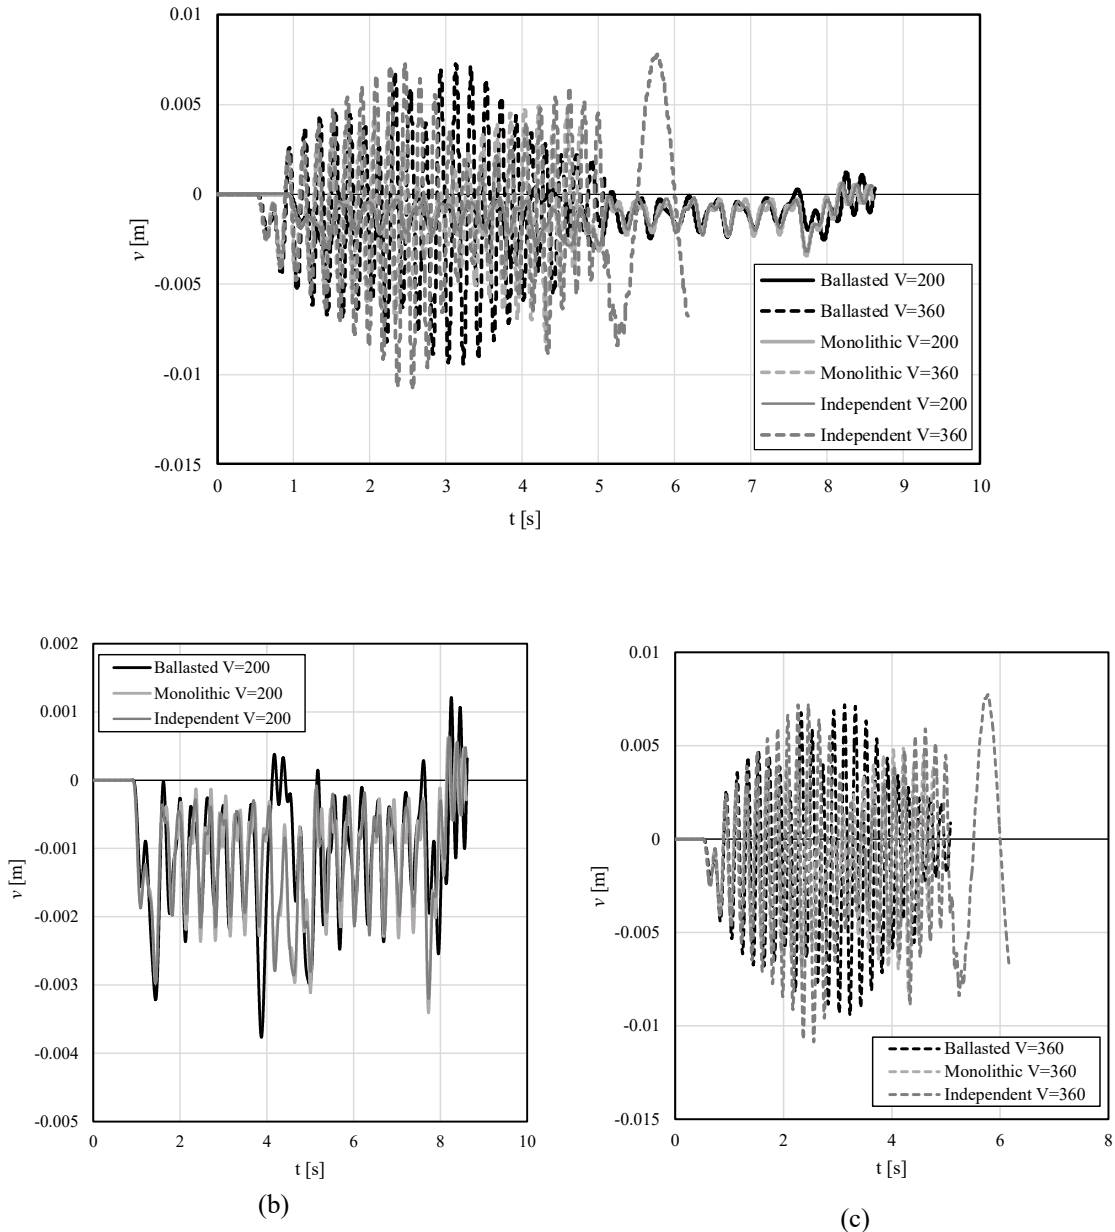 0.01
0.005
0
-0.005
-0.01
-0.015
v [m]
0 1 2 3 4 5 6 7 8 9 10
t [s]
Ballasted V=200
Ballasted V=360
Monolithic V=200
Monolithic V=360
Independent V=200
Independent V=360
0.002
0.001
0
-0.001
-0.002
-0.003
-0.004
-0.005
v [m]
0 2 4 6 8 10
t [s]
Ballasted V=200
Monolithic V=200
Independent V=200
(b)
0.01
0.005
0
-0.005
-0.01
-0.015
v [m]
0 2 4 6 8
t [s]
Ballasted V=360
Monolithic V=360
Independent V=360
(c)